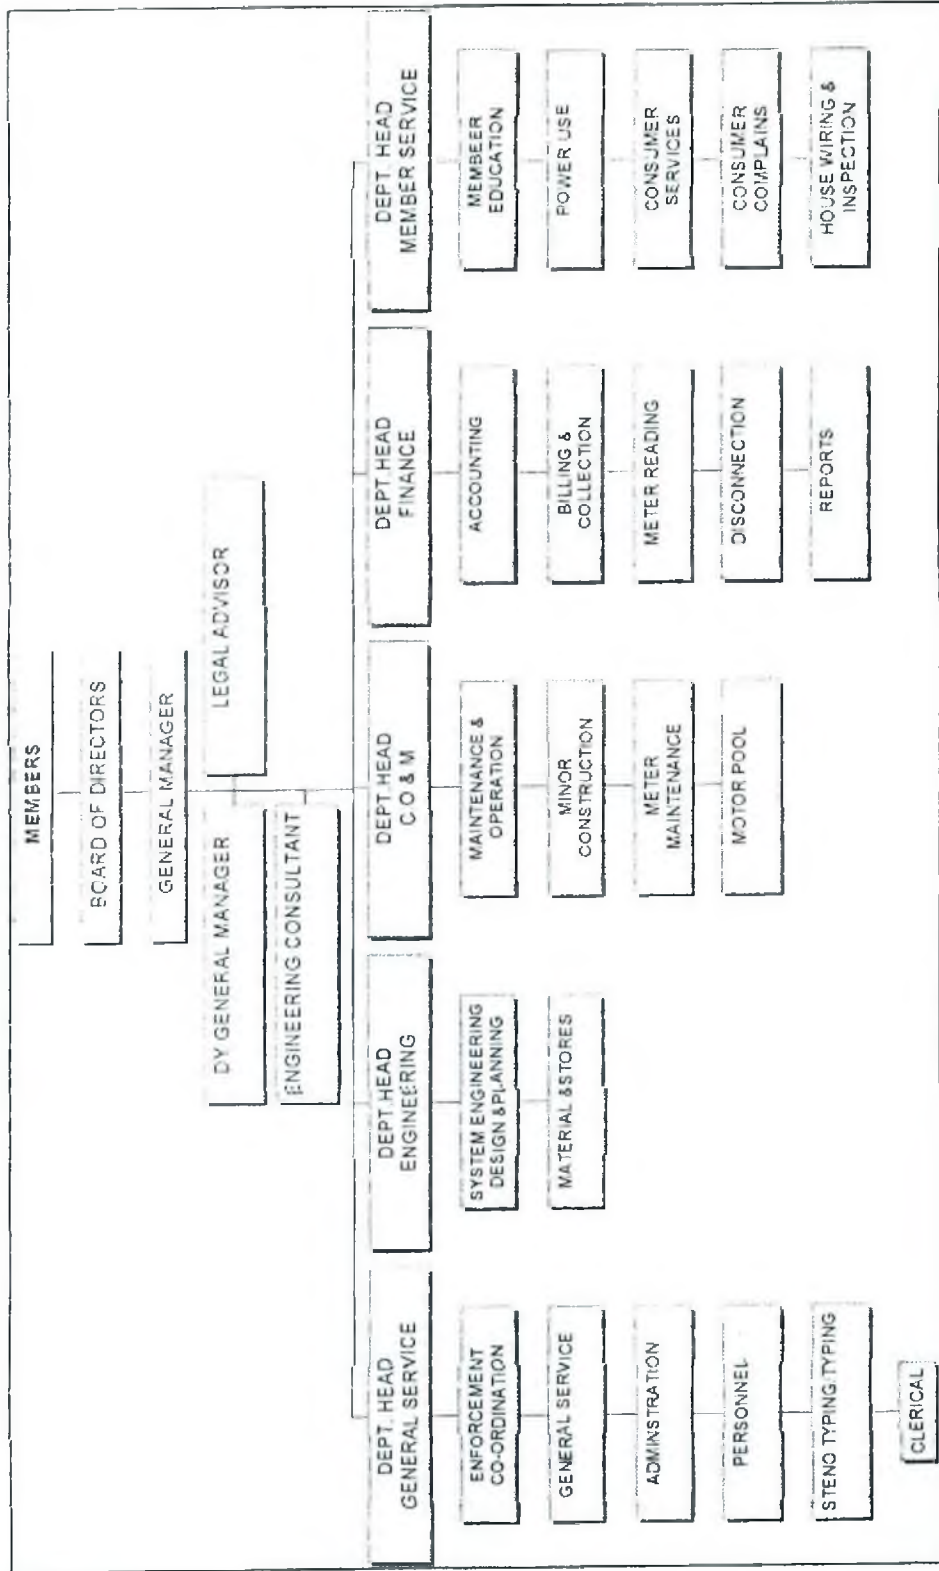 MEMBERS
BOARD OF DIRECTORS
GENERAL MANAGER
DY GENERAL MANAGER
LEGAL ADVISOR
ENGINEERING CONSULTANT
DEPT. HEAD
GENERAL SERVICE
ENFORCEMENT
CO-ORDINATION
GENERAL SERVICE
ADMINSTRATION
PERSONNEL
STENO TYPING/TYPING
CLERICAL
DEPT. HEAD
ENGINEERING
SYSTEM ENGINEERING
DESIGN &PLANNING
MATERIAL &STORES
DEPT. HEAD
C.O & M
MAINTENANCE &
OPERATION
MINOR
CONSTRUCTION
METER
MAINTENANCE
MOTOR POOL
DEPT. HEAD
FINANCE
ACCOUNTING
BILLING &
COLLECTION
METER READING
DISCONNECTION
REPORTS
DEPT. HEAD
MEMBER SERVICE
MEMBER
EDUCATION
POWER USE
CONSUMER
SERVICES
CONSUMER
COMPLAINS
HOUSE WIRING &
INSPECTION